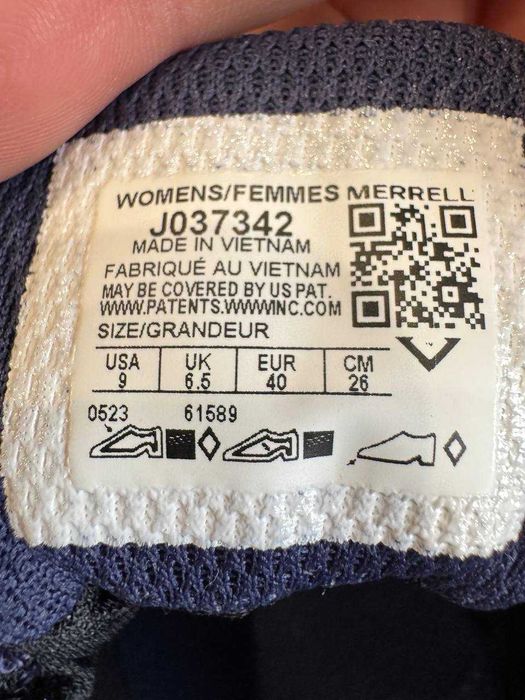 WOMENS/FEMMES MERRELL
J037342
MADE IN VIETNAM
FABRIQUÉ AU VIETNAM
MAY BE COVERED BY US PAT.
WWW.PATENTS.WWWINC.COM
SIZE/GRANDEUR
USA UK EUR CM
9 6.5 40 26
0523 61589